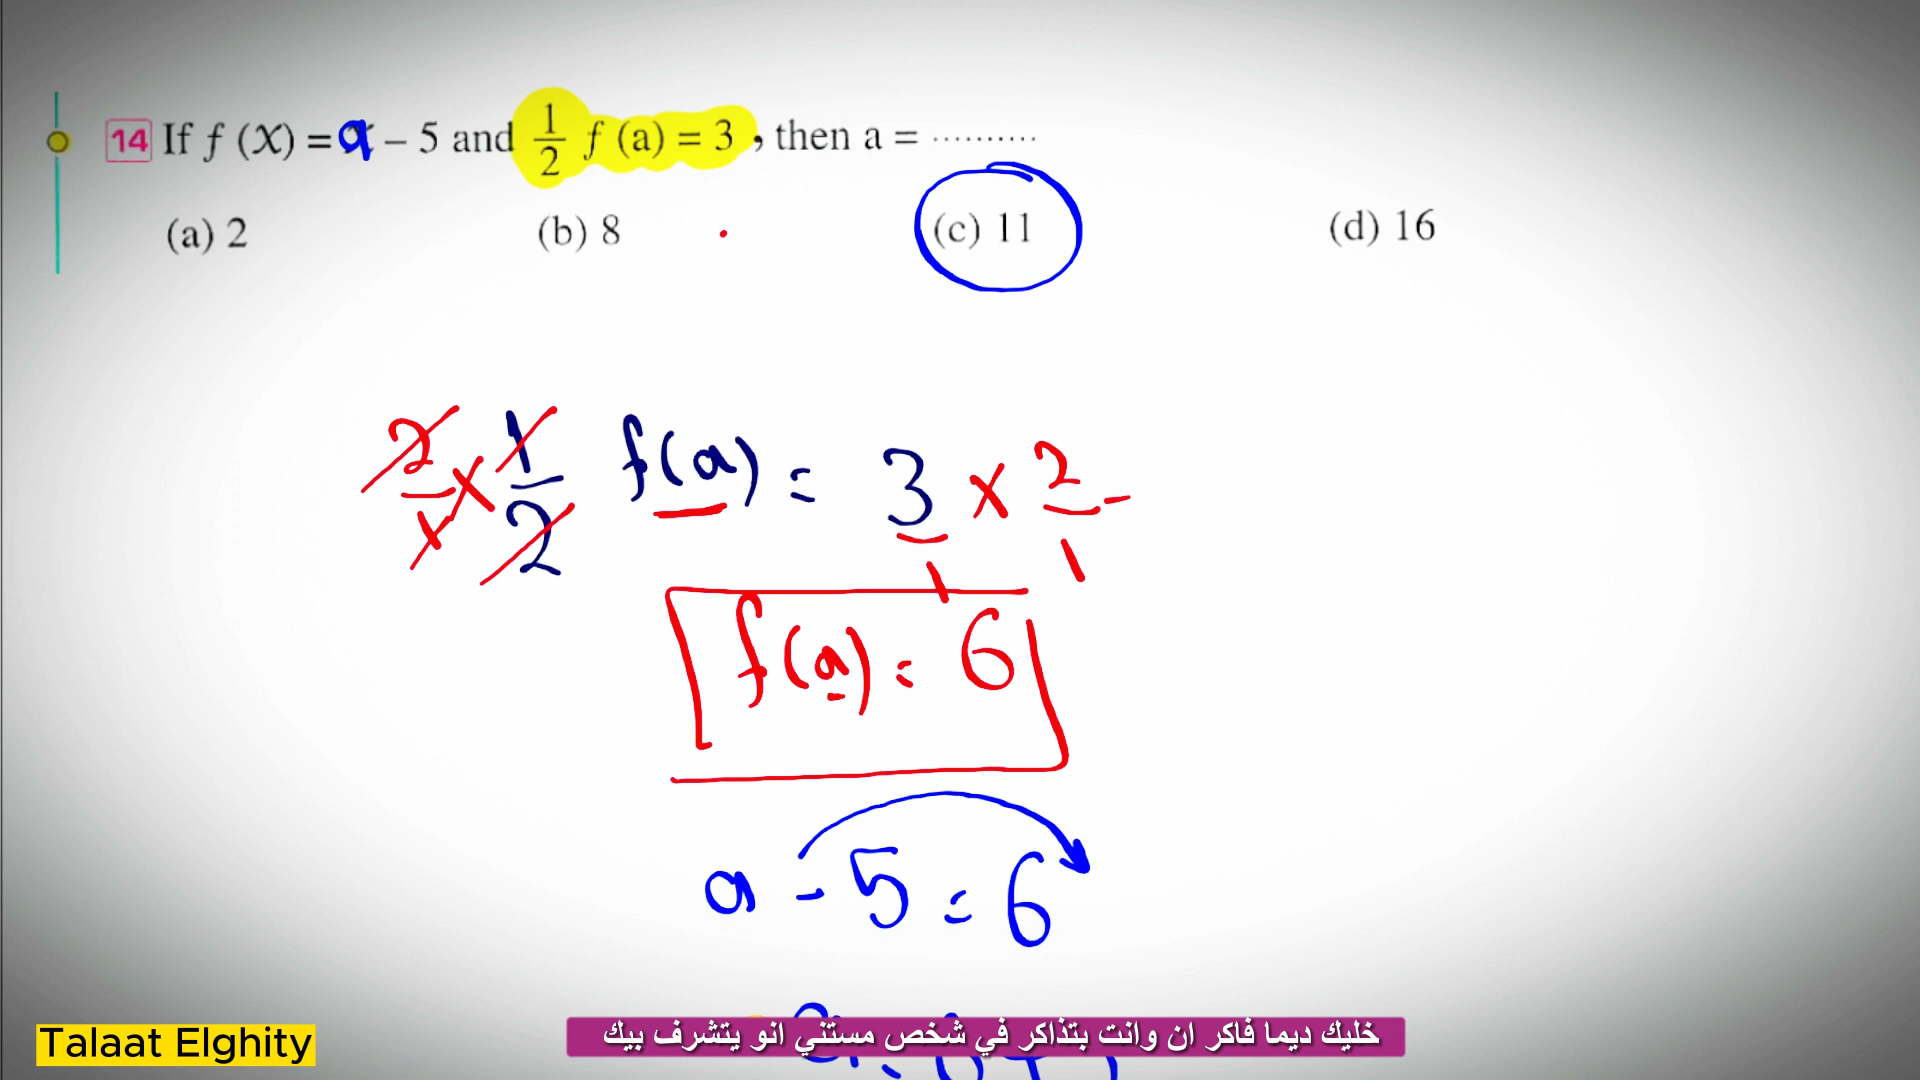 14 If f (X) = a – 5 and 1/2 f (a) = 3 , then a = ..........
(a) 2 (b) 8 (c) 11 (d) 16
2/1 × 1/2 f(a) = 3/1 × 2/1
f(a) = 6
a - 5 = 6
Talaat Elghity
خليك ديما فاكر ان وانت بتذاكر في شخص مستني انو يتشرف بيك